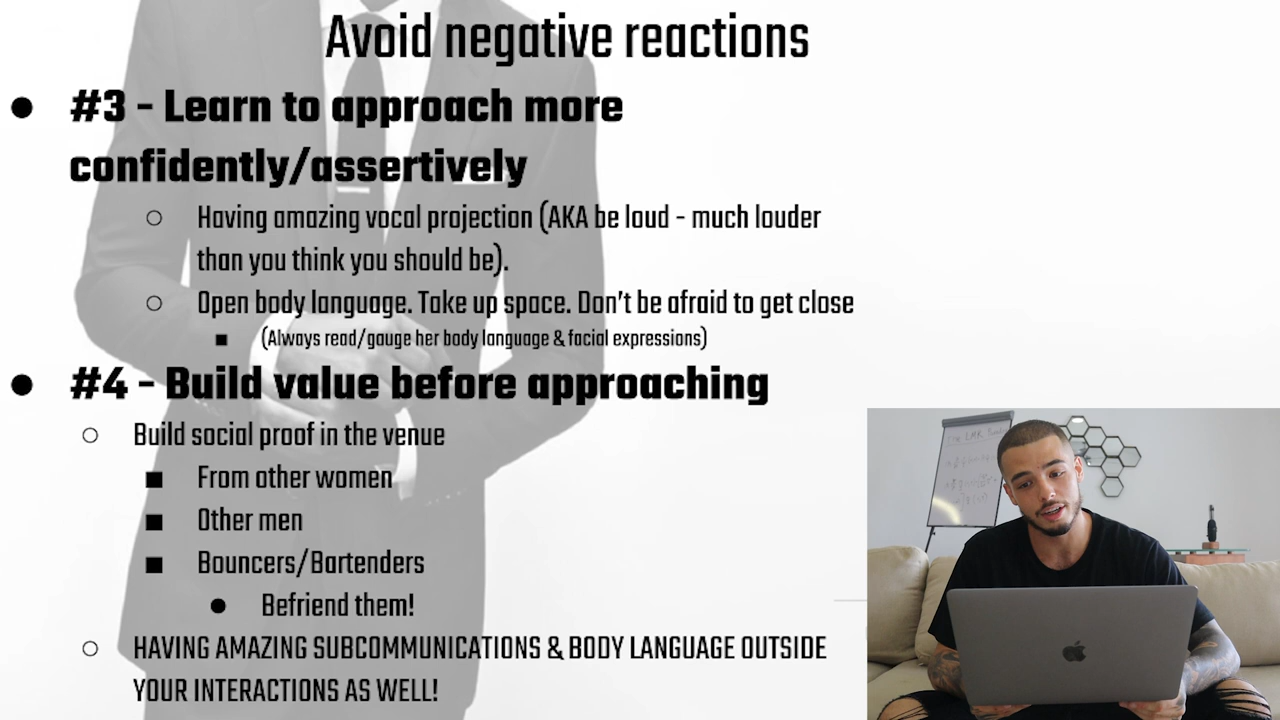 Avoid negative reactions
● #3 - Learn to approach more
confidently/assertively
○ Having amazing vocal projection (AKA be loud - much louder
than you think you should be).
○ Open body language. Take up space. Don't be afraid to get close
■ (Always read/gauge her body language & facial expressions)
● #4 - Build value before approaching
○ Build social proof in the venue
■ From other women
■ Other men
■ Bouncers/Bartenders
● Befriend them!
○ HAVING AMAZING SUBCOMMUNICATIONS & BODY LANGUAGE OUTSIDE
YOUR INTERACTIONS AS WELL!